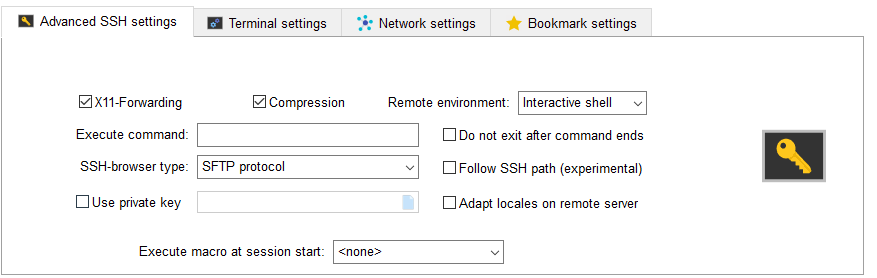 Advanced SSH settings Terminal settings Network settings Bookmark settings
X11-Forwarding Compression Remote environment: Interactive shell
Execute command: Do not exit after command ends
SSH-browser type: SFTP protocol Follow SSH path (experimental)
Use private key Adapt locales on remote server
Execute macro at session start: <none>